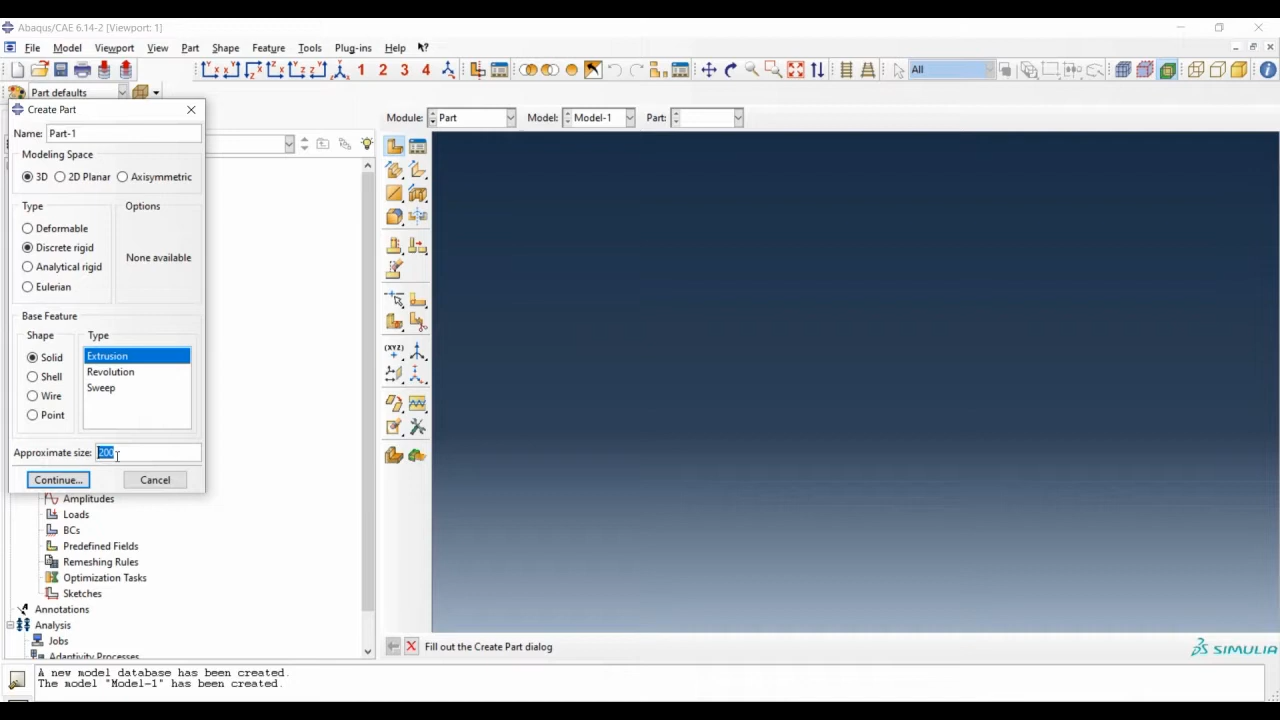 Abaqus/CAE 6.14-2 [Viewport: 1]
File Model Viewport View Part Shape Feature Tools Plug-ins Help
1 2 3 4 All
Part defaults
Create Part
Module: Part Model: Model-1 Part:
Name: Part-1
Modeling Space
3D 2D Planar Axisymmetric
Type Options
Deformable
Discrete rigid
None available
Analytical rigid
Eulerian
Base Feature
Shape Type
Solid Extrusion
Shell Revolution
Wire Sweep
Point
(XYZ)
Approximate size: 200
Continue... Cancel
Amplitudes
Loads
BCs
Predefined Fields
Remeshing Rules
Optimization Tasks
Sketches
Annotations
Analysis
Jobs
Adaptivity Processes
Fill out the Create Part dialog
SIMULIA
A new model database has been created.
The model "Model-1" has been created.